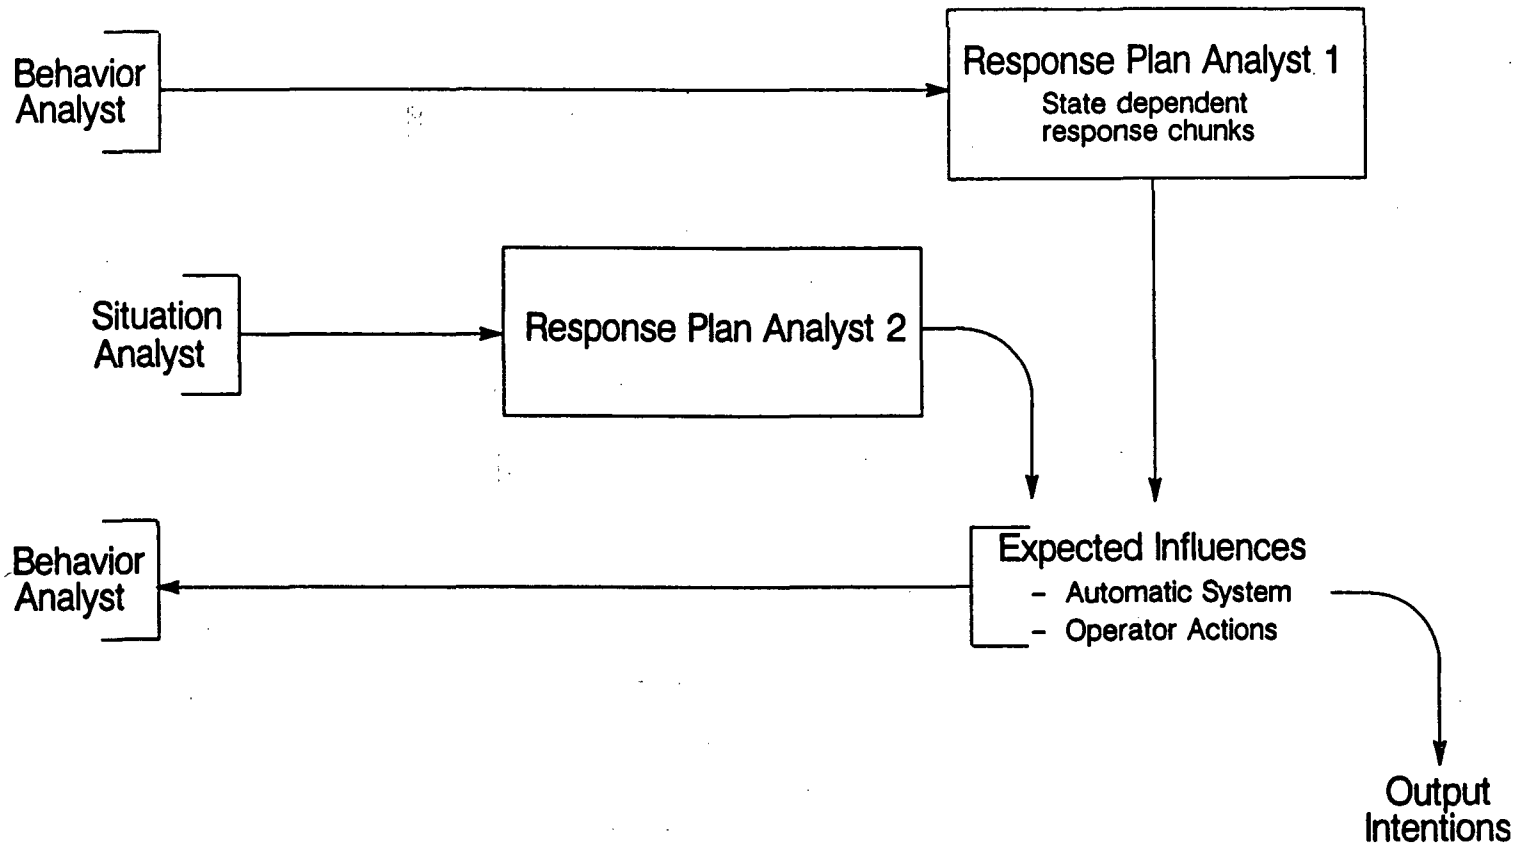 Behavior
Analyst
Response Plan Analyst 1
State dependent
response chunks
Situation
Analyst
Response Plan Analyst 2
Behavior
Analyst
Expected Influences
- Automatic System
- Operator Actions
Output
Intentions